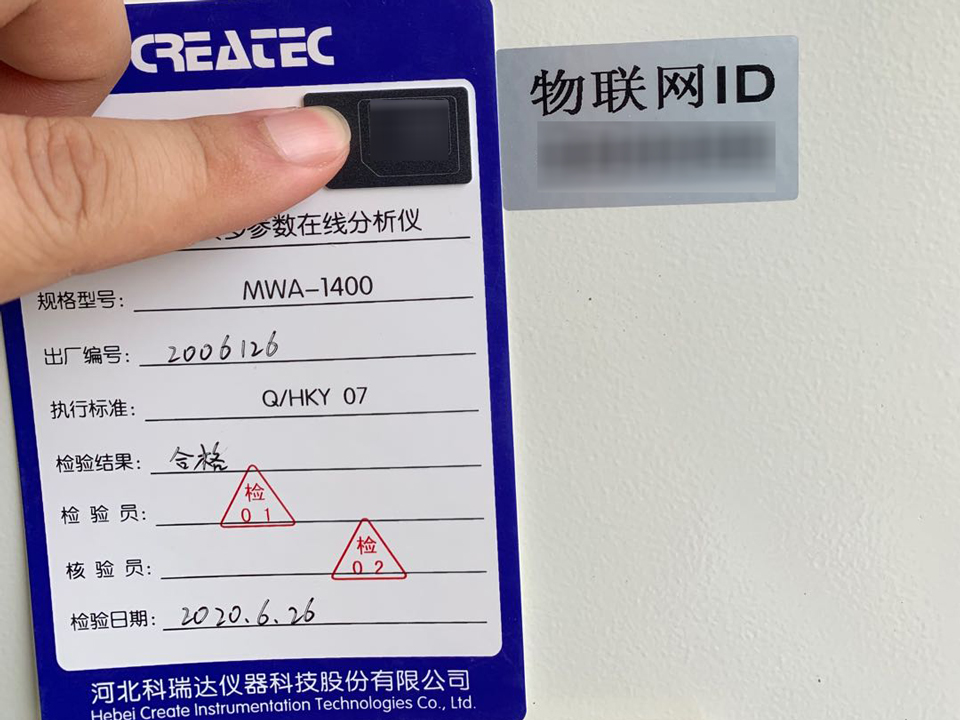 CREATEC
物联网ID
多参数在线分析仪
规格型号: MWA-1400
出厂编号: 2006126
执行标准: Q/HKY 07
检验结果: 合格
检验员: 检 01
核验员: 检 02
检验日期: 2020.6.26
河北科瑞达仪器科技股份有限公司
Hebei Create Instrumentation Technologies Co., Ltd.